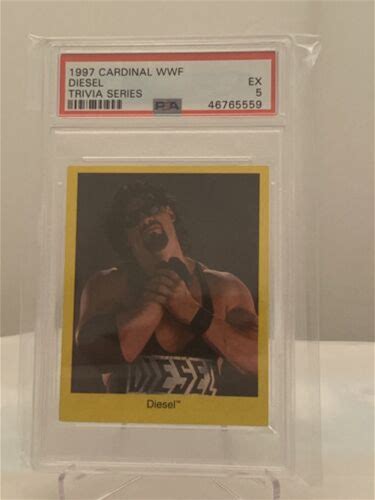 1997 CARDINAL WWF
DIESEL EX
TRIVIA SERIES 5
PSA 46765559
DIESEL
Diesel™